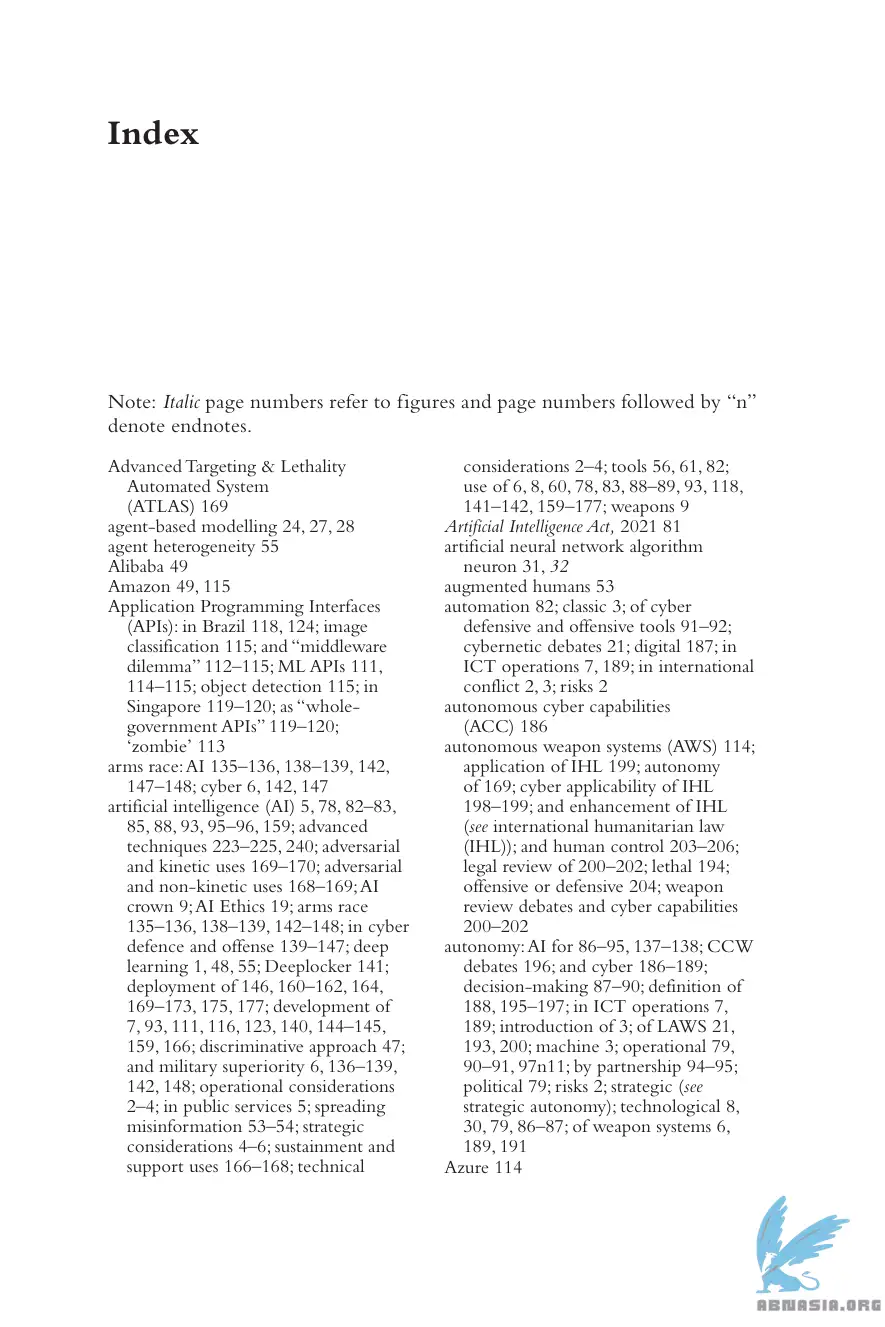 Index
Note: Italic page numbers refer to figures and page numbers followed by “n”
denote endnotes.
Advanced Targeting & Lethality
Automated System
(ATLAS) 169
agent-based modelling 24, 27, 28
agent heterogeneity 55
Alibaba 49
Amazon 49, 115
Application Programming Interfaces
(APIs): in Brazil 118, 124; image
classification 115; and “middleware
dilemma” 112–115; ML APIs 111,
114–115; object detection 115; in
Singapore 119–120; as “whole-
government APIs” 119–120;
‘zombie’ 113
arms race: AI 135–136, 138–139, 142,
147–148; cyber 6, 142, 147
artificial intelligence (AI) 5, 78, 82–83,
85, 88, 93, 95–96, 159; advanced
techniques 223–225, 240; adversarial
and kinetic uses 169–170; adversarial
and non-kinetic uses 168–169; AI
crown 9; AI Ethics 19; arms race
135–136, 138–139, 142–148; in cyber
defence and offense 139–147; deep
learning 1, 48, 55; Deeplocker 141;
deployment of 146, 160–162, 164,
169–173, 175, 177; development of
7, 93, 111, 116, 123, 140, 144–145,
159, 166; discriminative approach 47;
and military superiority 6, 136–139,
142, 148; operational considerations
2–4; in public services 5; spreading
misinformation 53–54; strategic
considerations 4–6; sustainment and
support uses 166–168; technical
considerations 2–4; tools 56, 61, 82;
use of 6, 8, 60, 78, 83, 88–89, 93, 118,
141–142, 159–177; weapons 9
Artificial Intelligence Act, 2021 81
artificial neural network algorithm
neuron 31, 32
augmented humans 53
automation 82; classic 3; of cyber
defensive and offensive tools 91–92;
cybernetic debates 21; digital 187; in
ICT operations 7, 189; in international
conflict 2, 3; risks 2
autonomous cyber capabilities
(ACC) 186
autonomous weapon systems (AWS) 114;
application of IHL 199; autonomy
of 169; cyber applicability of IHL
198–199; and enhancement of IHL
(see international humanitarian law
(IHL)); and human control 203–206;
legal review of 200–202; lethal 194;
offensive or defensive 204; weapon
review debates and cyber capabilities
200–202
autonomy: AI for 86–95, 137–138; CCW
debates 196; and cyber 186–189;
decision-making 87–90; definition of
188, 195–197; in ICT operations 7,
189; introduction of 3; of LAWS 21,
193, 200; machine 3; operational 79,
90–91, 97n11; by partnership 94–95;
political 79; risks 2; strategic (see
strategic autonomy); technological 8,
30, 79, 86–87; of weapon systems 6,
189, 191
Azure 114
ABNASIA.ORG